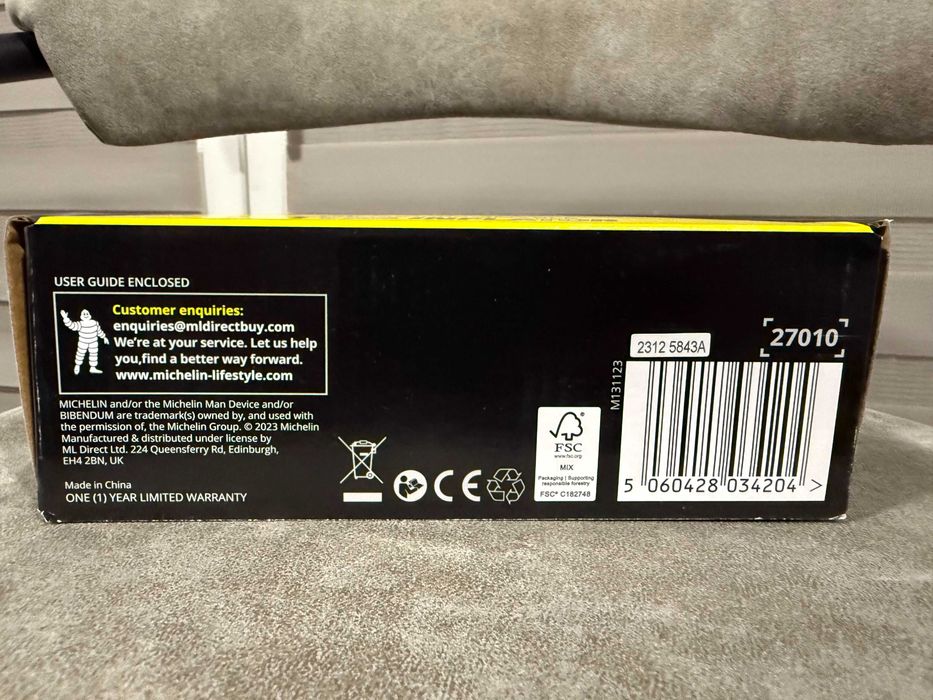 USER GUIDE ENCLOSED
Customer enquiries:
enquiries@mldirectbuy.com
We're at your service. Let us help
you,find a better way forward.
www.michelin-lifestyle.com
MICHELIN and/or the Michelin Man Device and/or
BIBENDUM are trademark(s) owned by, and used with
the permission of, the Michelin Group. © 2023 Michelin
Manufactured & distributed under license by
ML Direct Ltd. 224 Queensferry Rd, Edinburgh,
EH4 2BN, UK
Made in China
ONE (1) YEAR LIMITED WARRANTY
CE
FSC
www.fsc.org
MIX
Packaging | Supporting
responsible forestry
FSC® C182748
M131123
2312 5843A
27010
5 060428 034204 >